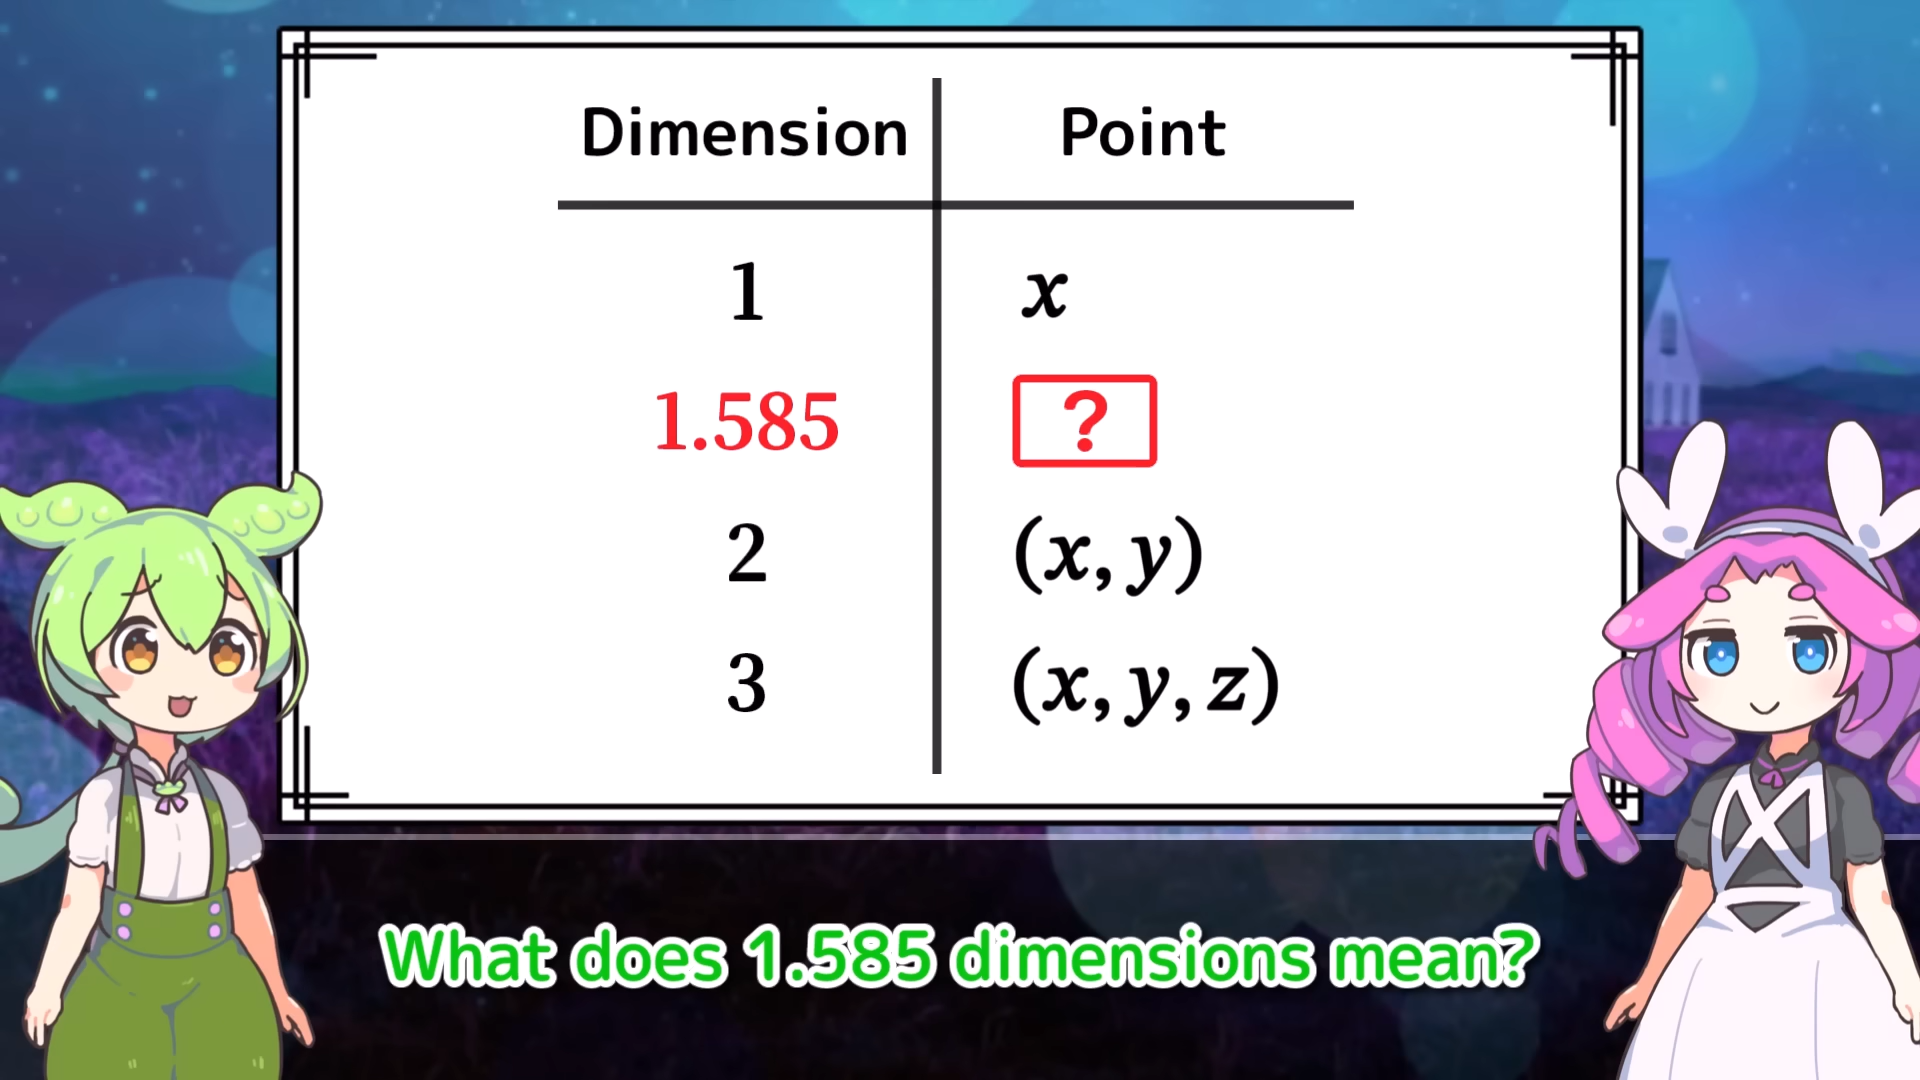 Dimension Point
1 x
1.585 ?
2 (x, y)
3 (x, y, z)
What does 1.585 dimensions mean?